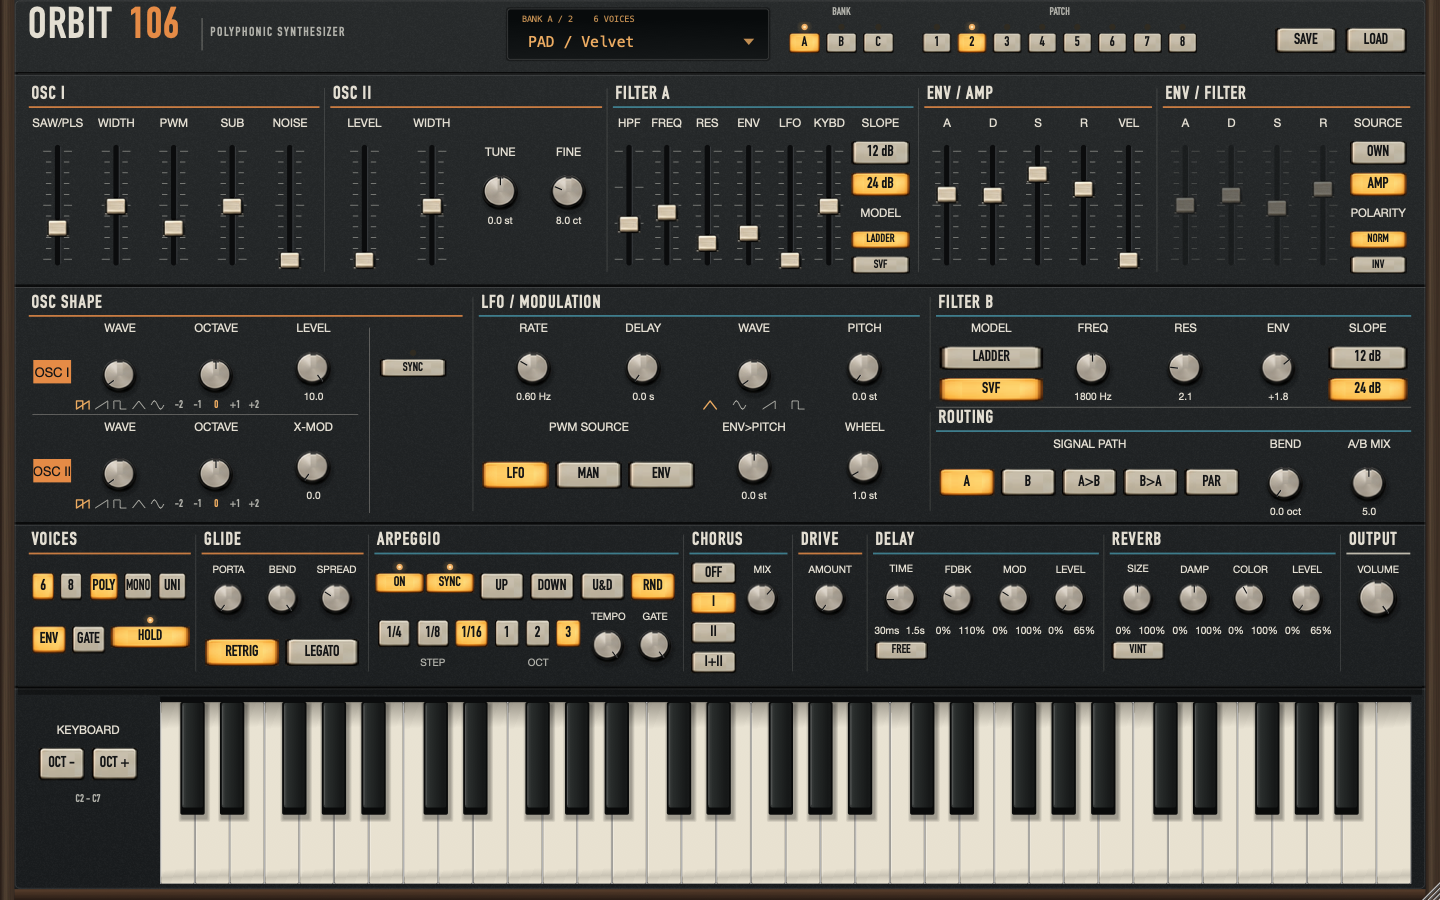 ORBIT 106
POLYPHONIC SYNTHESIZER
BANK A / 2 6 VOICES
PAD / Velvet
BANK
A B C
PATCH
1 2 3 4 5 6 7 8
SAVE LOAD
OSC I
SAW/PLS WIDTH PWM SUB NOISE
OSC II
LEVEL WIDTH
TUNE FINE
0.0 st 8.0 ct
FILTER A
HPF FREQ RES ENV LFO KYBD SLOPE
12 dB
24 dB
MODEL
LADDER
SVF
ENV / AMP
A D S R VEL
ENV / FILTER
A D S R SOURCE
OWN
AMP
POLARITY
NORM
INV
OSC SHAPE
WAVE OCTAVE LEVEL
OSC I
SYNC
10.0
-2 -1 0 +1 +2
WAVE OCTAVE X-MOD
OSC II
0.0
-2 -1 0 +1 +2
LFO / MODULATION
RATE DELAY WAVE PITCH
0.60 Hz 0.0 s 0.0 st
PWM SOURCE ENV>PITCH WHEEL
LFO MAN ENV
0.0 st 1.0 st
FILTER B
MODEL FREQ RES ENV SLOPE
LADDER 12 dB
SVF 24 dB
1800 Hz 2.1 +1.8
ROUTING
SIGNAL PATH BEND A/B MIX
A B A>B B>A PAR
0.0 oct 5.0
VOICES
6 8 POLY MONO UNI
ENV GATE HOLD
GLIDE
PORTA BEND SPREAD
RETRIG LEGATO
ARPEGGIO
ON SYNC UP DOWN U&D RND
TEMPO GATE
1/4 1/8 1/16 1 2 3
STEP OCT
CHORUS
OFF MIX
I
II
I+II
DRIVE
AMOUNT
DELAY
TIME FDBK MOD LEVEL
30ms 1.5s 0% 110% 0% 100% 0% 65%
FREE
REVERB
SIZE DAMP COLOR LEVEL
0% 100% 0% 100% 0% 100% 0% 65%
VINT
OUTPUT
VOLUME
KEYBOARD
OCT - OCT +
C2 - C7